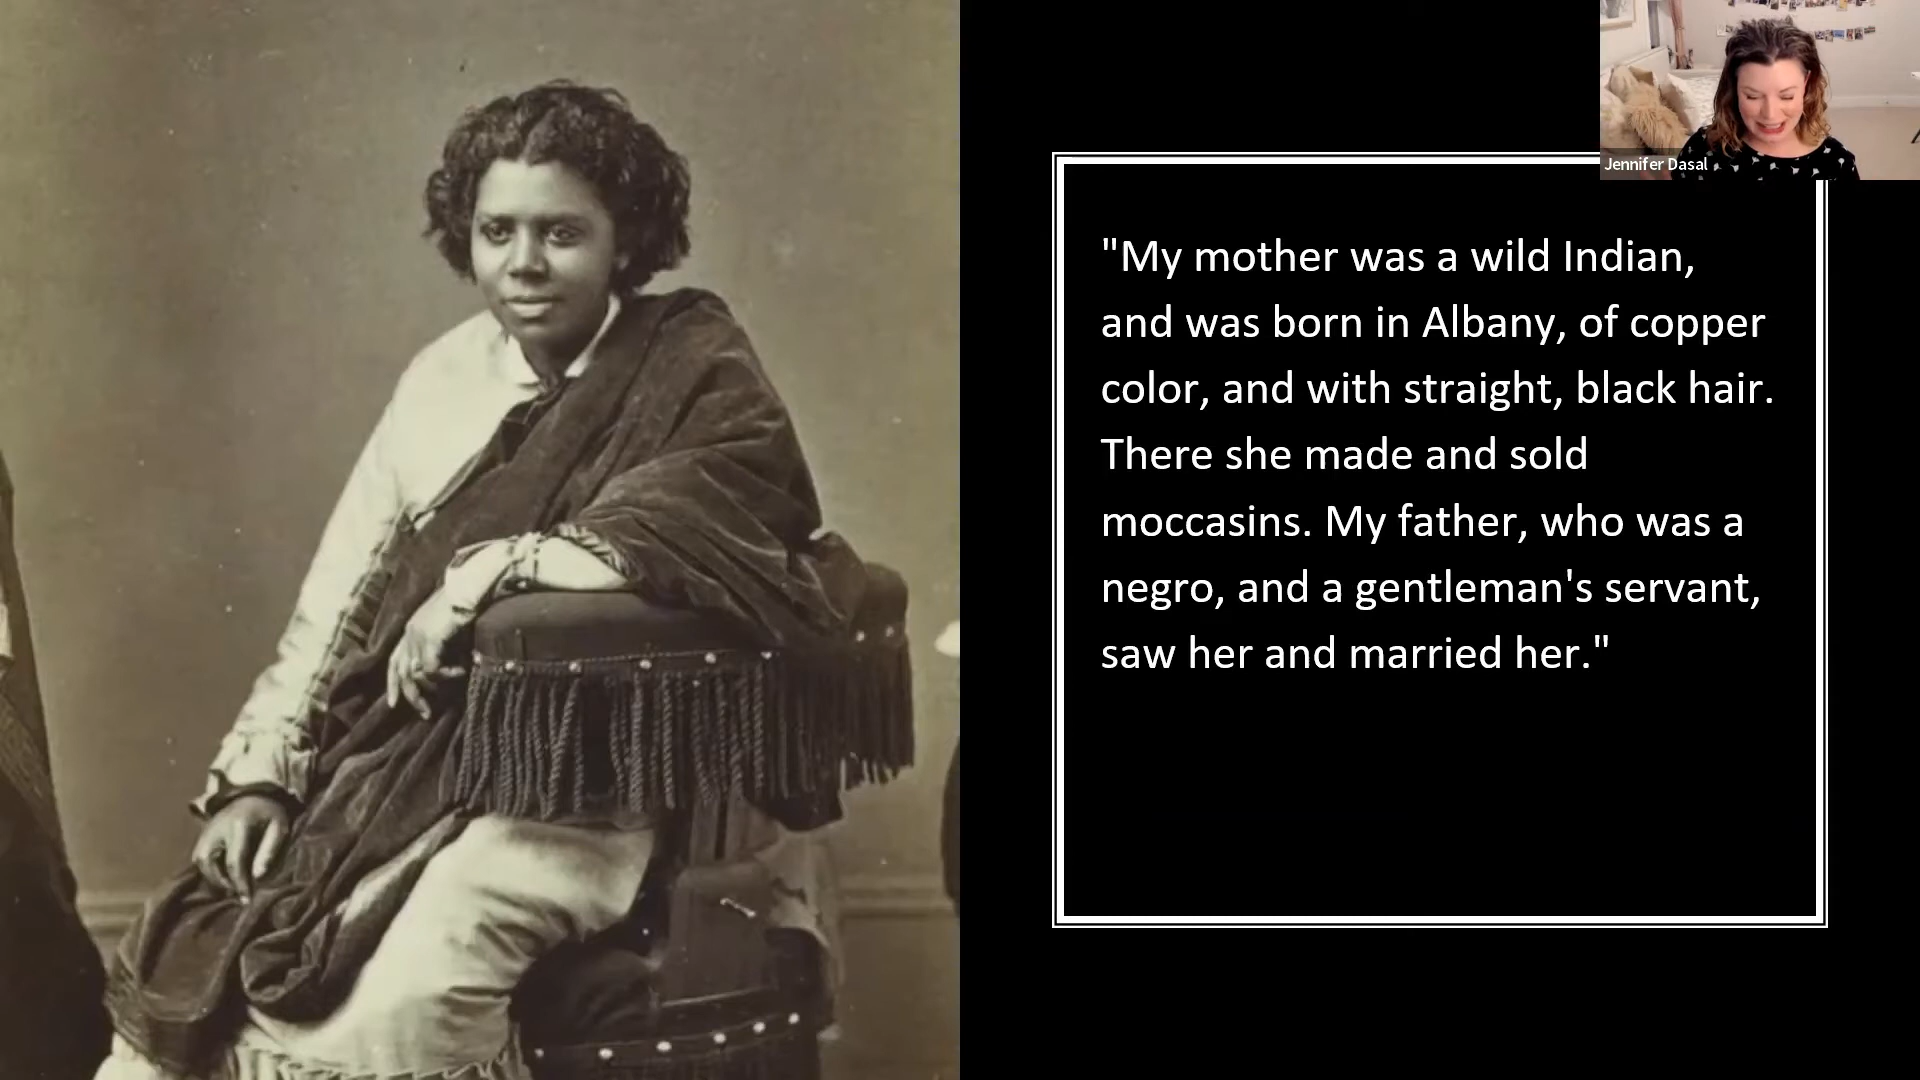 Jennifer Dasal
"My mother was a wild Indian,
and was born in Albany, of copper
color, and with straight, black hair.
There she made and sold
moccasins. My father, who was a
negro, and a gentleman's servant,
saw her and married her."